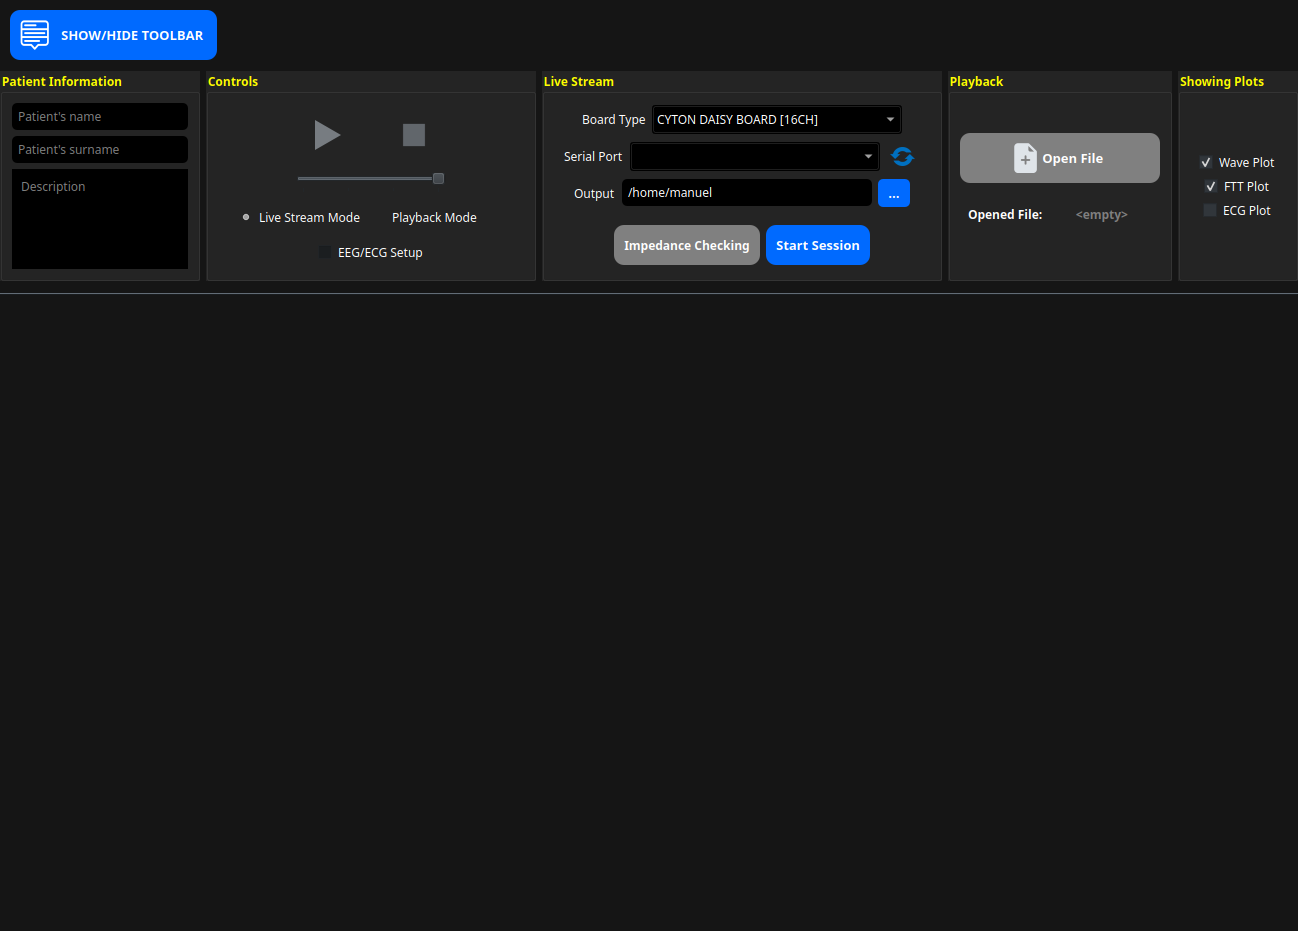 SHOW/HIDE TOOLBAR
Patient Information
Patient's name
Patient's surname
Description
Controls
Live Stream Mode
Playback Mode
EEG/ECG Setup
Live Stream
Board Type
CYTON DAISY BOARD [16CH]
Serial Port
Output
/home/manuel
...
Impedance Checking
Start Session
Playback
Open File
Opened File:
<empty>
Showing Plots
Wave Plot
FTT Plot
ECG Plot